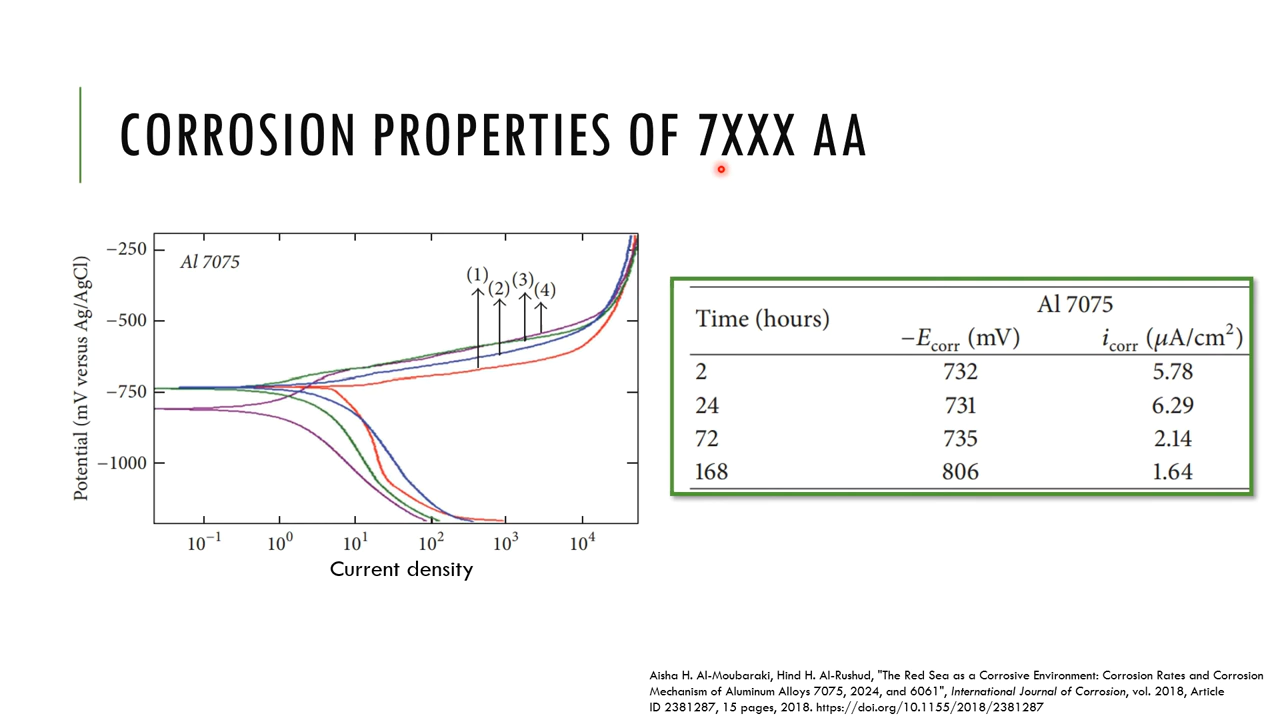 CORROSION PROPERTIES OF 7XXX AA
Al 7075
(1)
(2)
(3)
(4)
−250
−500
−750
−1000
Potential (mV versus Ag/AgCl)
10⁻¹ 10⁰ 10¹ 10² 10³ 10⁴
Current density
Time (hours) Al 7075
−Ecorr (mV) icorr (μA/cm²)
2 732 5.78
24 731 6.29
72 735 2.14
168 806 1.64
Aisha H. Al-Moubaraki, Hind H. Al-Rushud, "The Red Sea as a Corrosive Environment: Corrosion Rates and Corrosion
Mechanism of Aluminum Alloys 7075, 2024, and 6061", International Journal of Corrosion, vol. 2018, Article
ID 2381287, 15 pages, 2018. https://doi.org/10.1155/2018/2381287